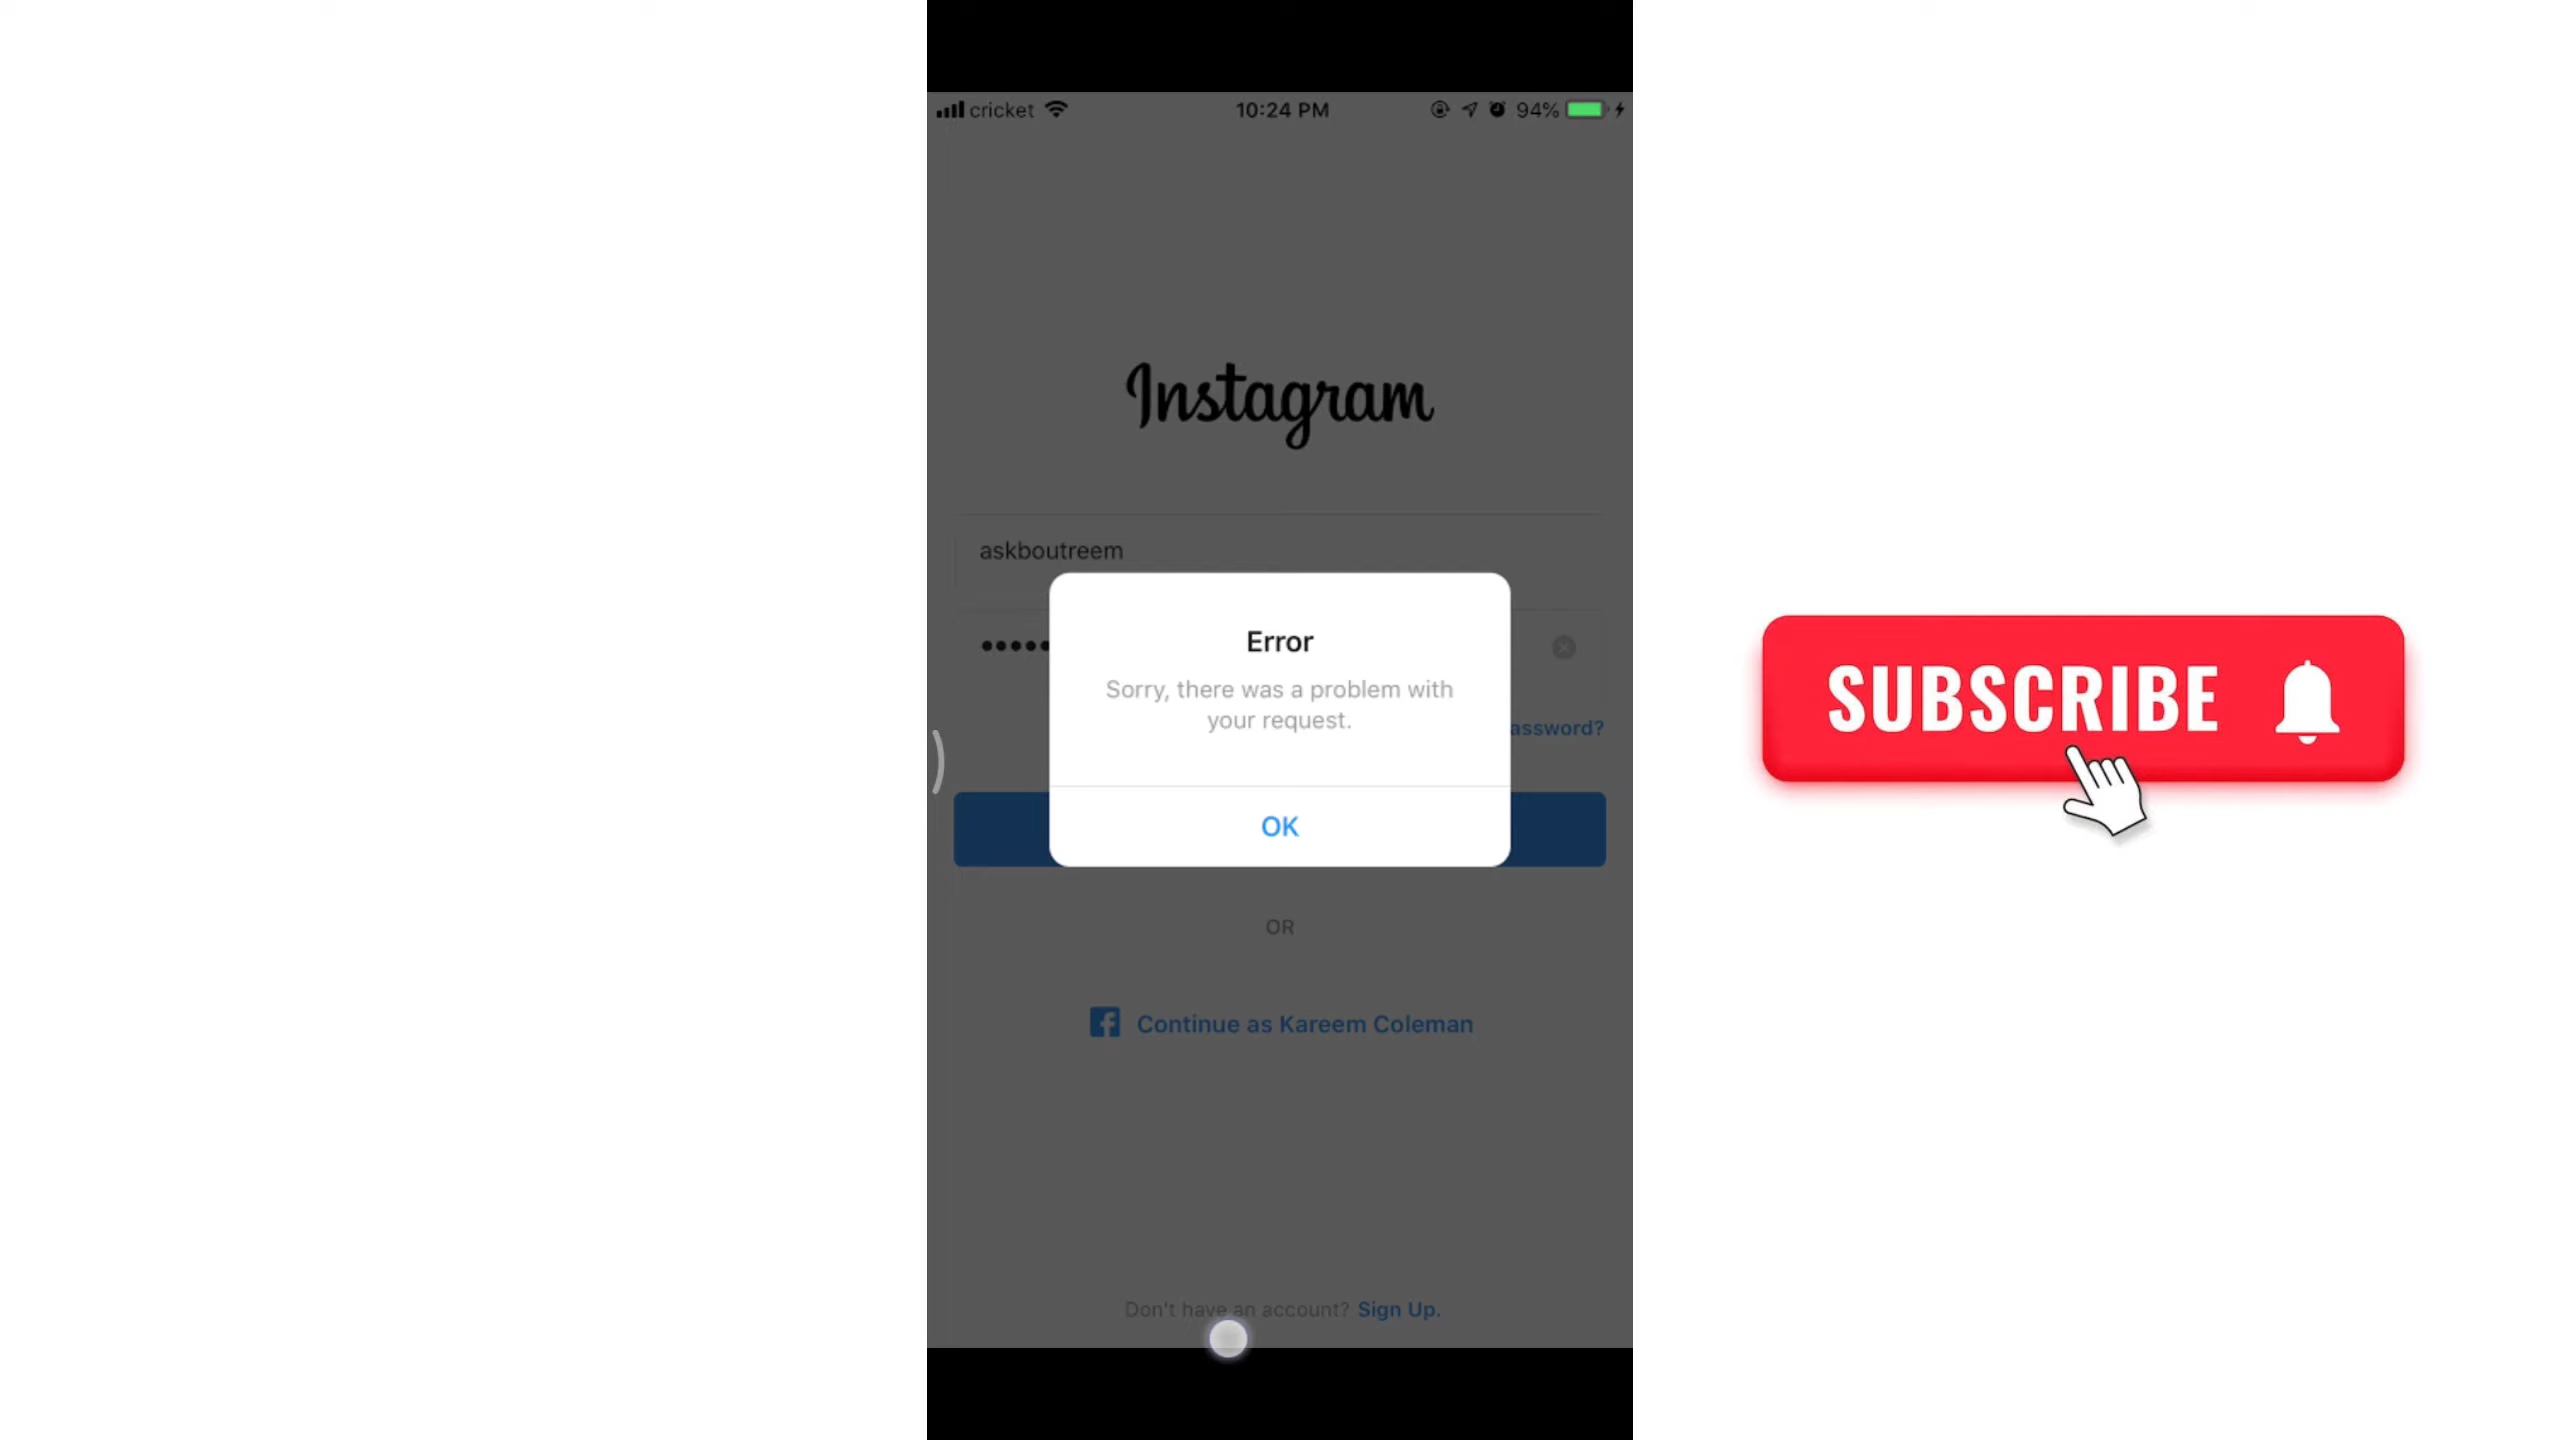 cricket 10:24 PM 94%
Instagram
askboutreem
Error
Sorry, there was a problem with
your request.
assword?
OK
OR
Continue as Kareem Coleman
Don't have an account? Sign Up.
SUBSCRIBE